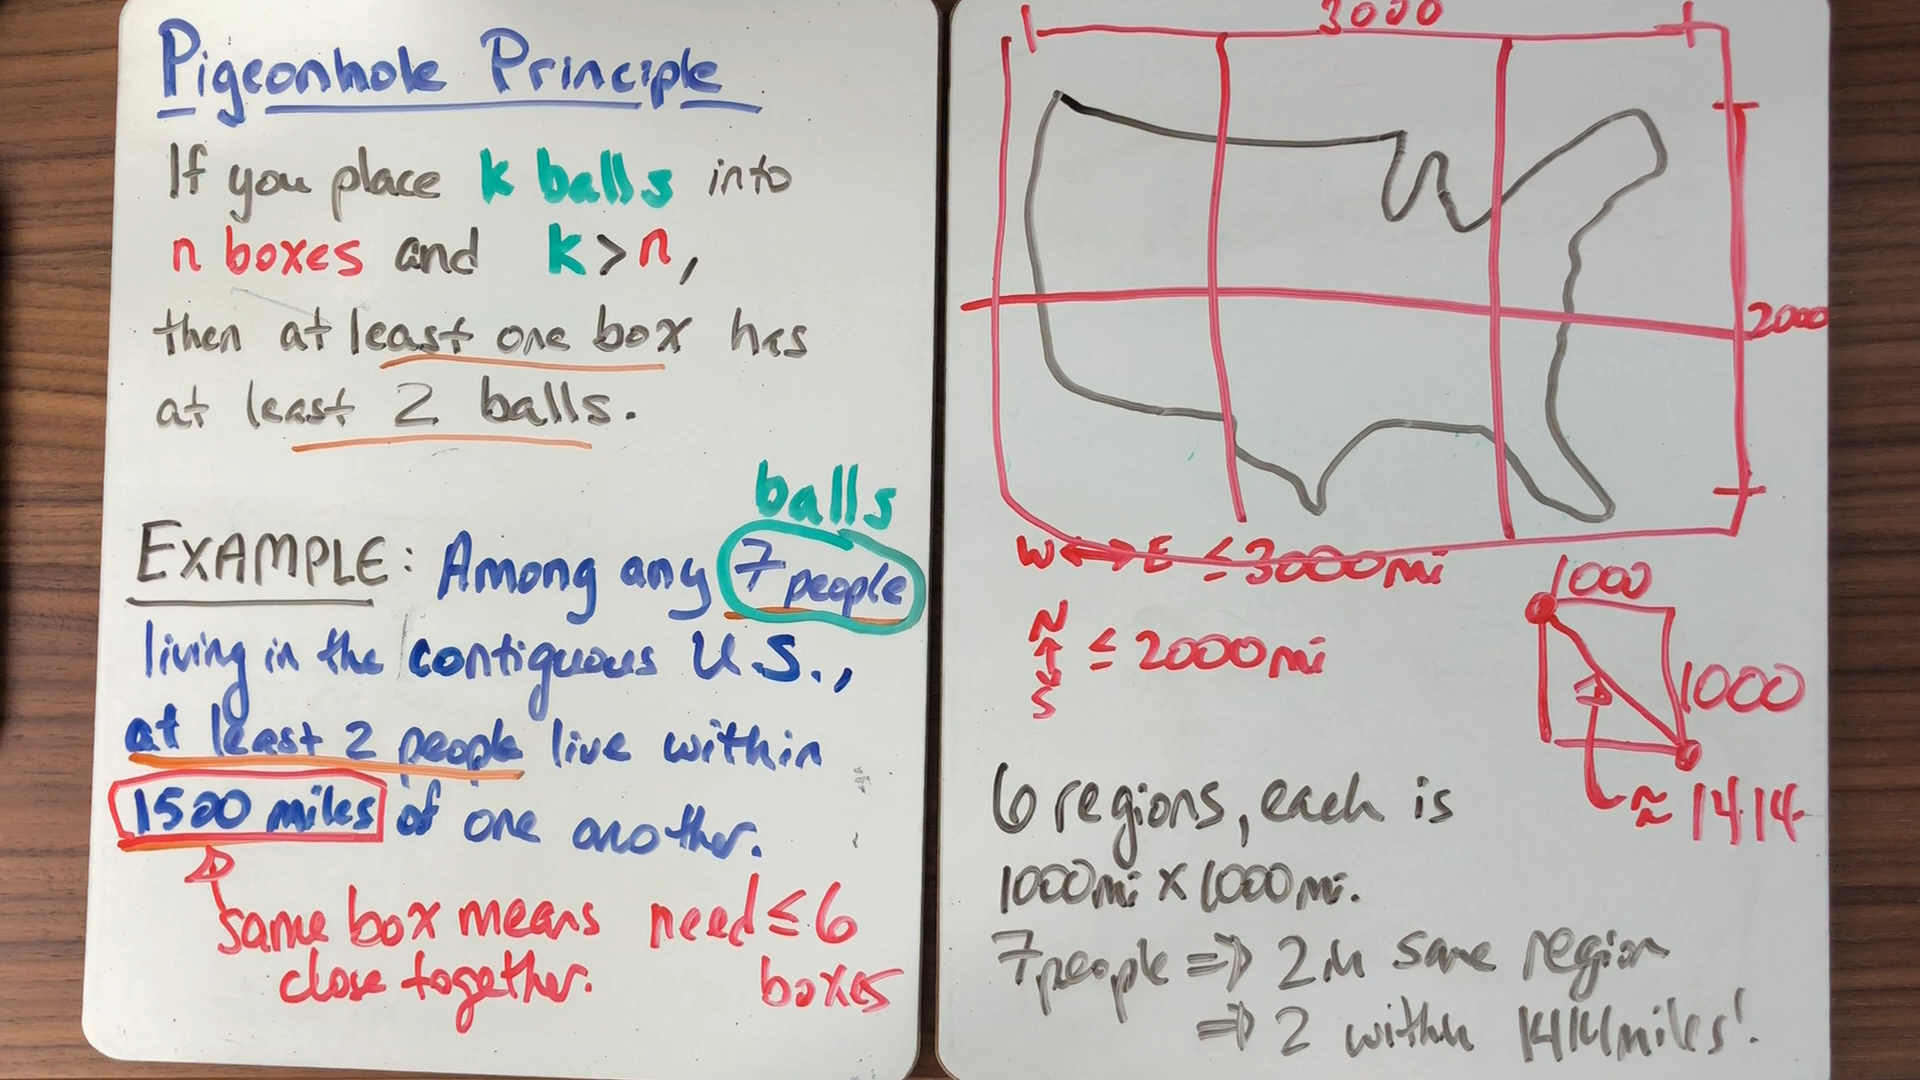 Pigeonhole Principle
If you place k balls into
n boxes and k > n,
then at least one box has
at least 2 balls.
balls
EXAMPLE: Among any 7 people
living in the contiguous U.S.,
at least 2 people live within
1500 miles of one another.
same box means
close together.
need ≤ 6
boxes
3000
2000
W ↔ E ≤ 3000mi
N
↕ ≤ 2000mi
S
1000
1000
≈ 1414
6 regions, each is
1000mi × 1000mi.
7 people ⇒ 2 in same region
⇒ 2 within 1414 miles!